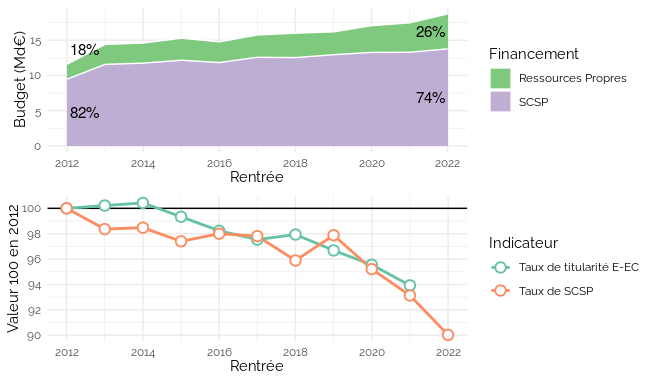 Budget (Md€)
15
10
5
0
18%
26%
82%
74%
2012
2014
2016
2018
2020
2022
Rentrée
Financement
Ressources Propres
SCSP
Valeur 100 en 2012
100
98
96
94
92
90
2012
2014
2016
2018
2020
2022
Rentrée
Indicateur
Taux de titularité E-EC
Taux de SCSP